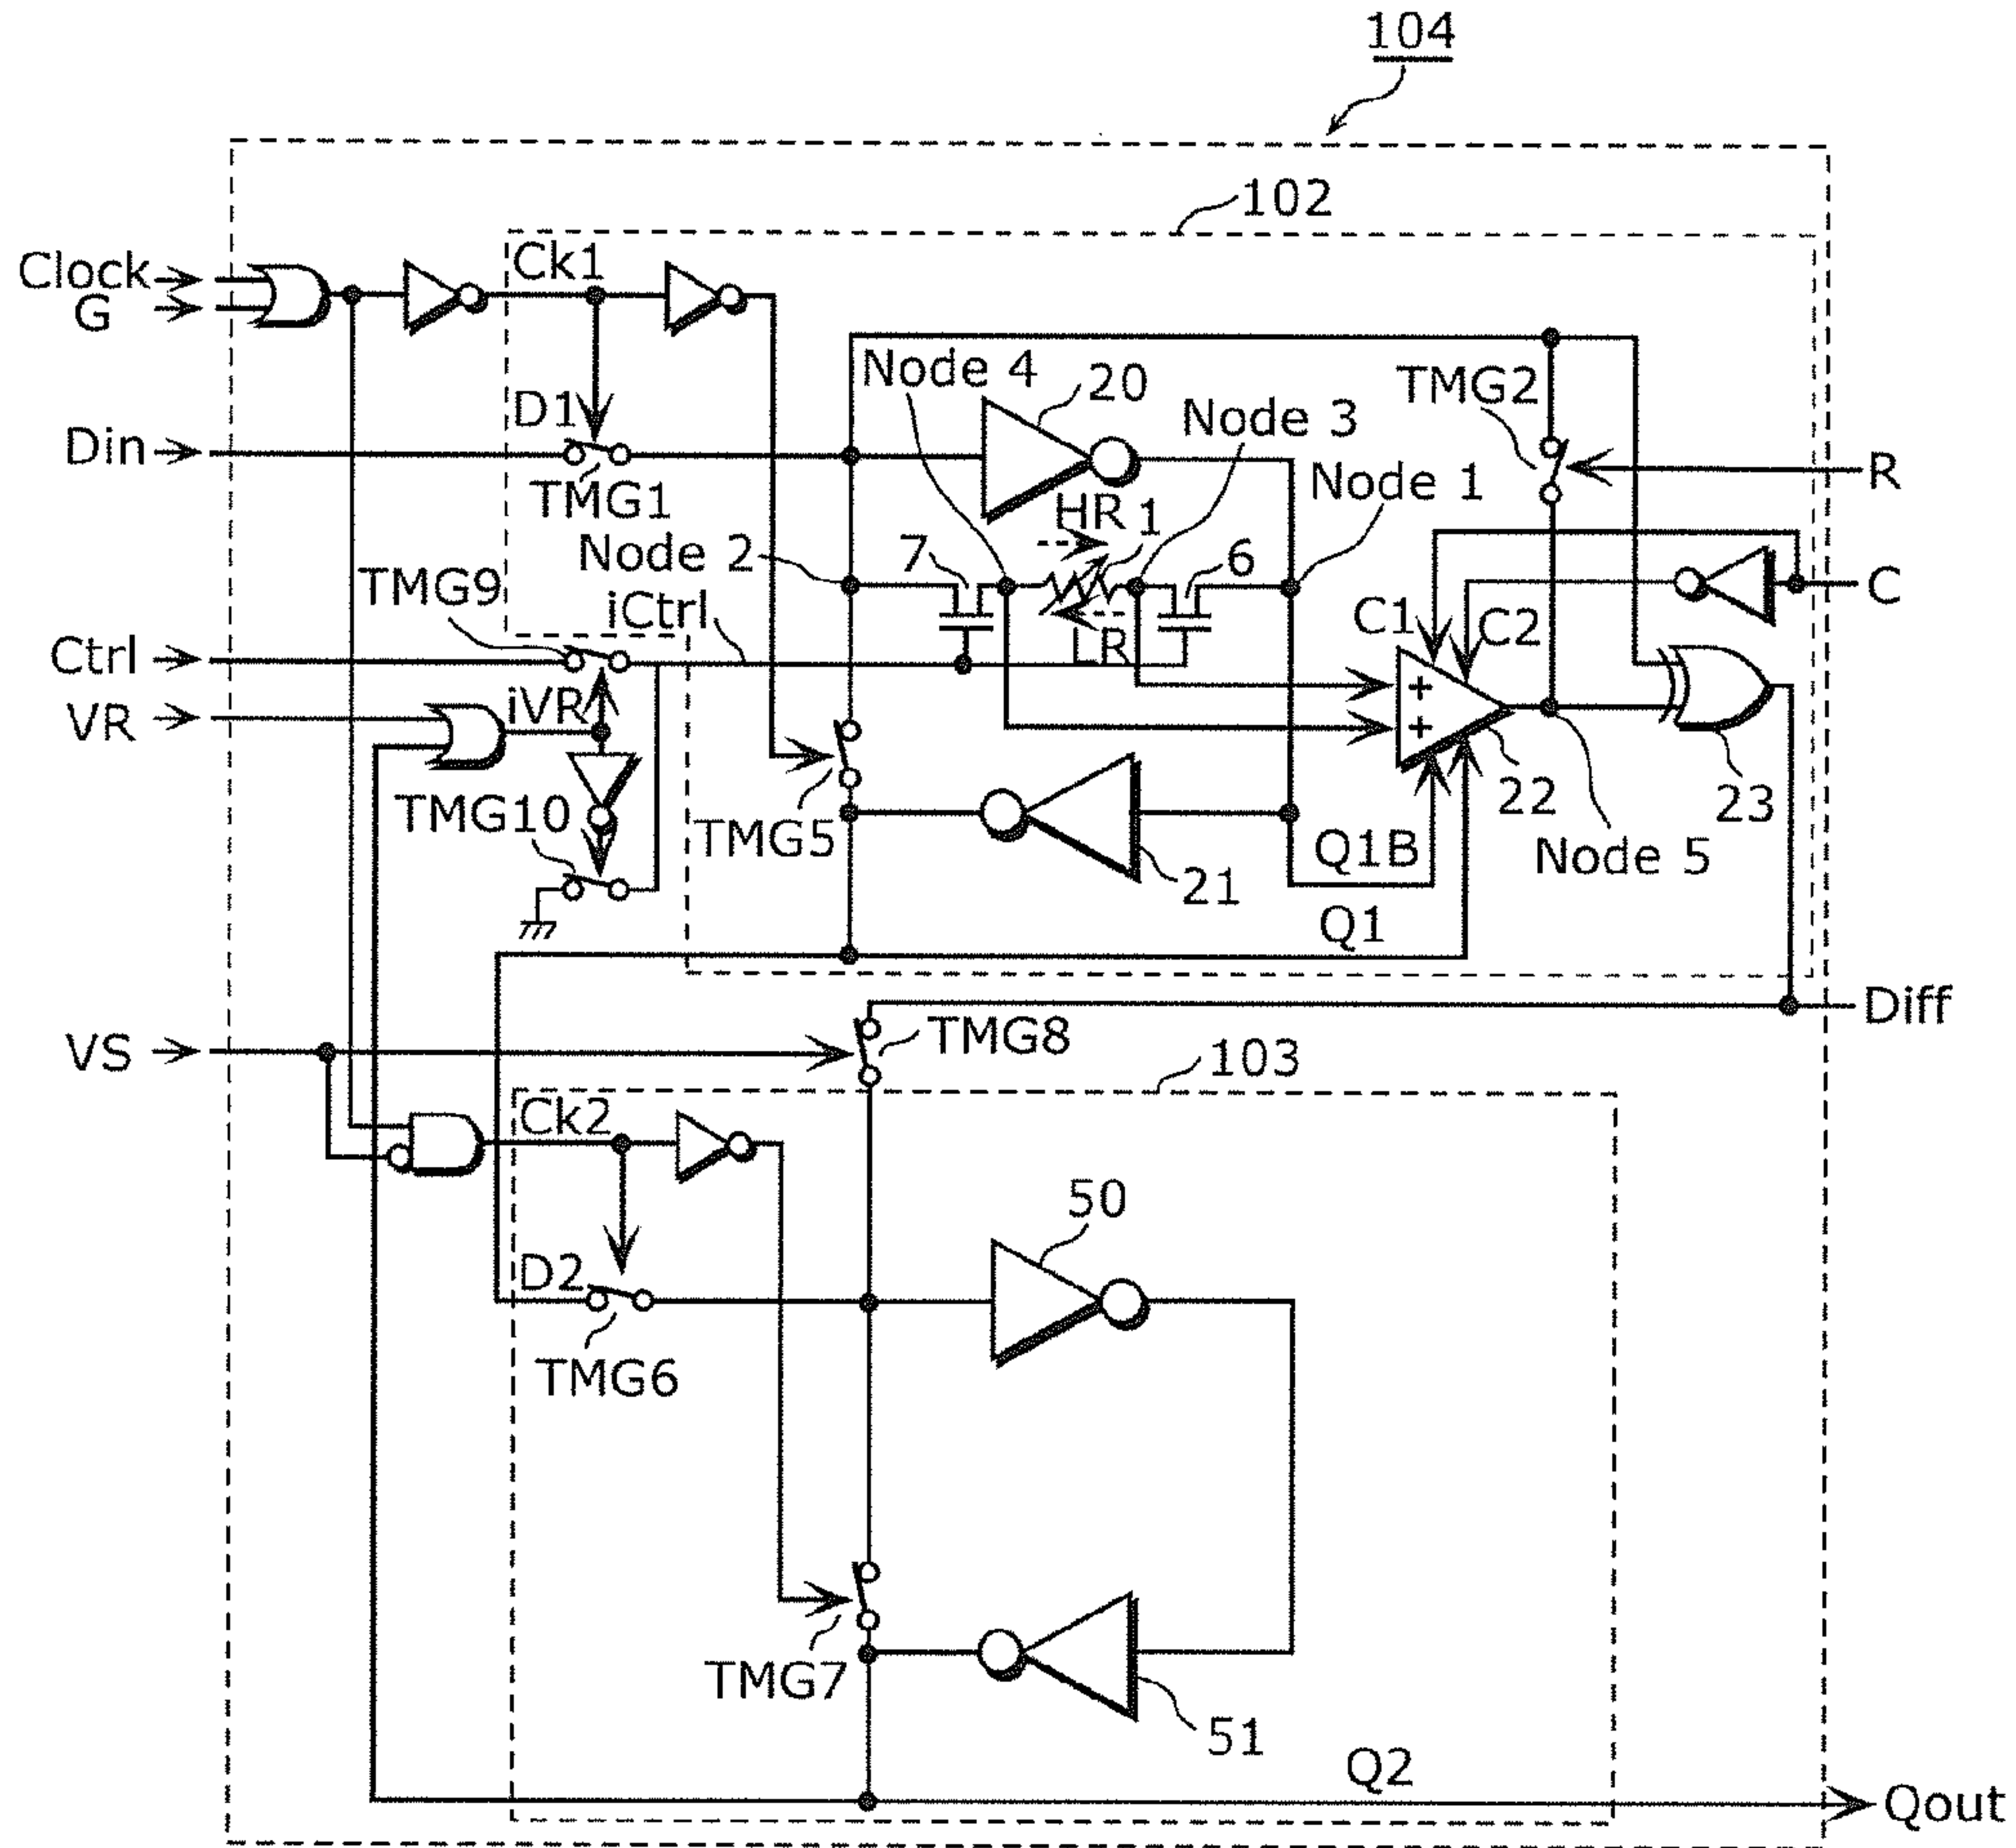 104
102
Clock
G
Ck1
Node 4
20
TMG2
D1
Node 3
Din
R
TMG1
Node 1
HR
1
Node 2
7
6
TMG9
iCtrl
C
C1
C2
Ctrl
LR
VR
iVR
+
+
22
23
TMG10
TMG5
Q1B
Node 5
21
Q1
Diff
VS
TMG8
103
Ck2
50
D2
TMG6
TMG7
51
Q2
Qout